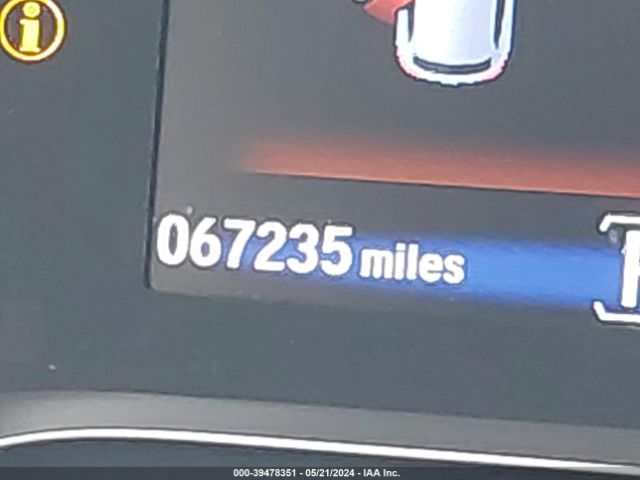 i
067235 miles
000-39478351 - 05/21/2024 - IAA Inc.